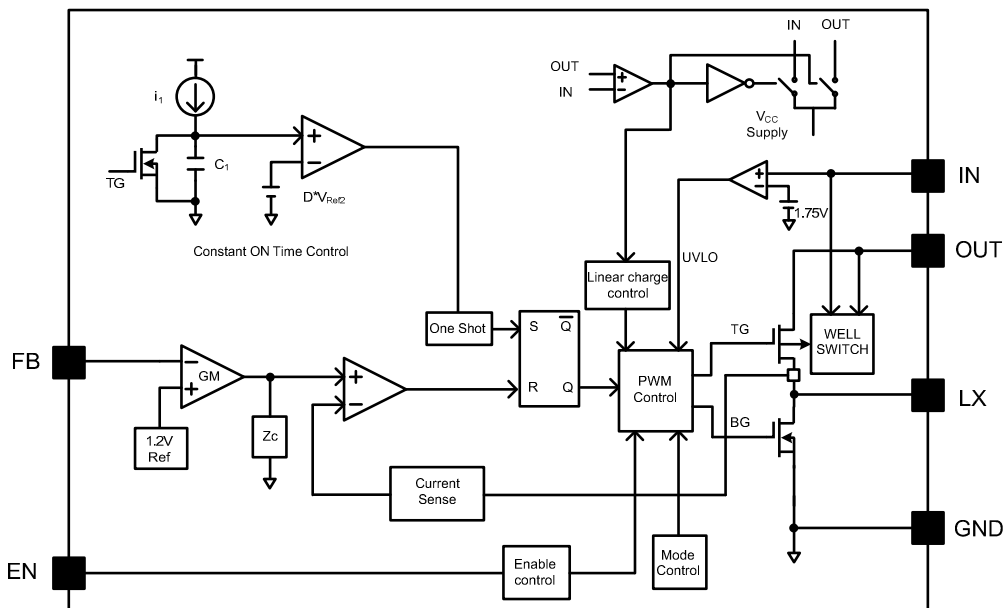 IN
OUT
OUT
IN
VCC
Supply
i1
C1
TG
D*VRef2
Constant ON Time Control
1.75V
IN
OUT
UVLO
Linear charge
control
One Shot
S
Q
R
Q
TG
WELL
SWITCH
FB
GM
PWM
Control
LX
1.2V
Ref
Zc
BG
Current
Sense
GND
EN
Enable
control
Mode
Control